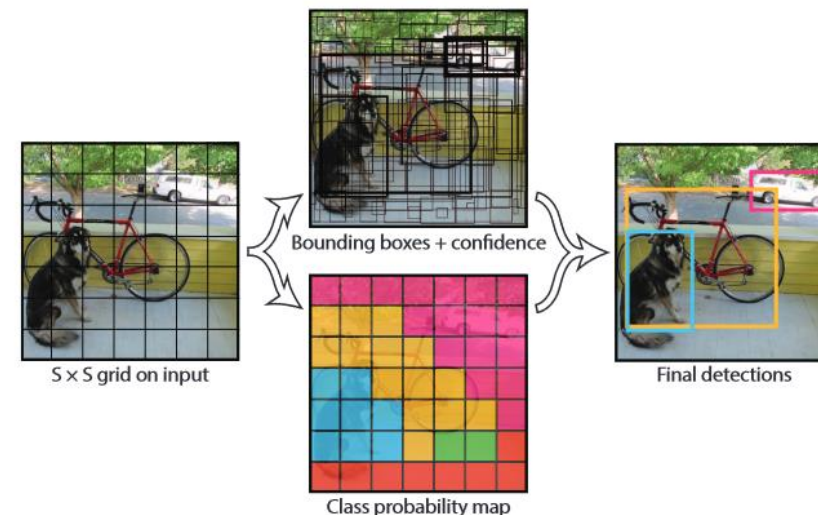 Bounding boxes + confidence
S × S grid on input
Final detections
Class probability map